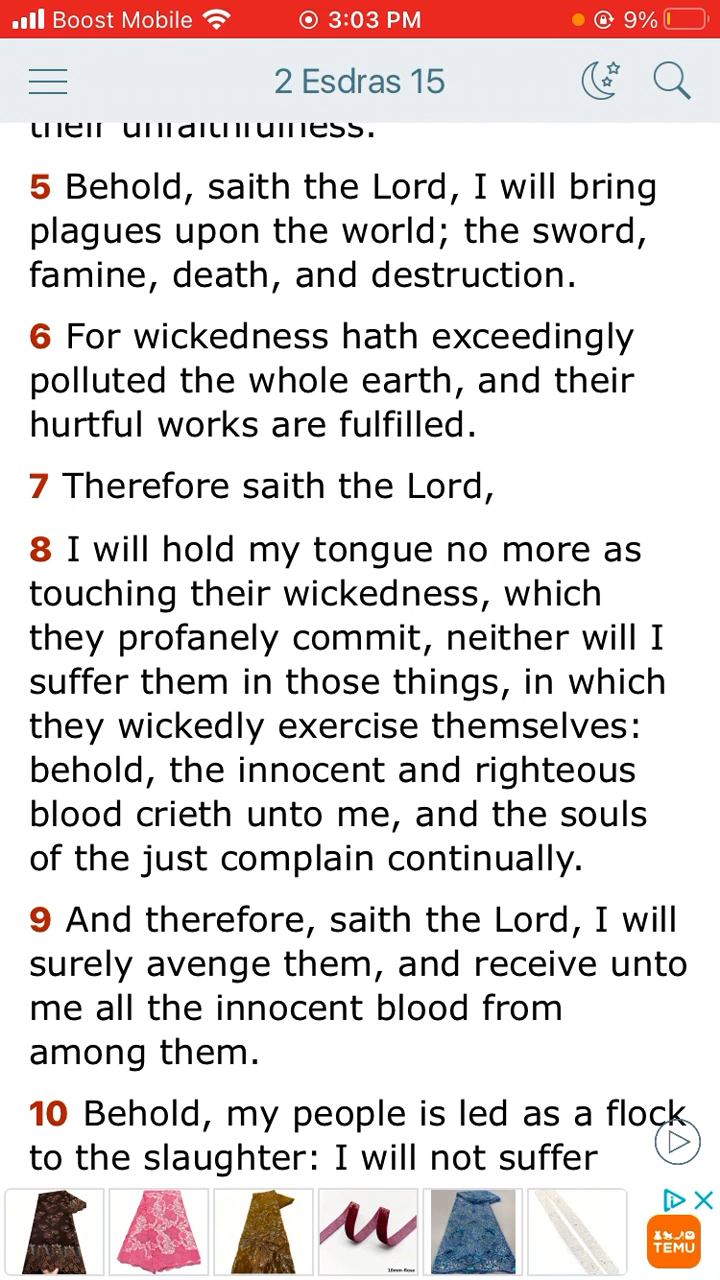 Boost Mobile 3:03 PM 9%
2 Esdras 15
their unfaithfulness.
5 Behold, saith the Lord, I will bring
plagues upon the world; the sword,
famine, death, and destruction.
6 For wickedness hath exceedingly
polluted the whole earth, and their
hurtful works are fulfilled.
7 Therefore saith the Lord,
8 I will hold my tongue no more as
touching their wickedness, which
they profanely commit, neither will I
suffer them in those things, in which
they wickedly exercise themselves:
behold, the innocent and righteous
blood crieth unto me, and the souls
of the just complain continually.
9 And therefore, saith the Lord, I will
surely avenge them, and receive unto
me all the innocent blood from
among them.
10 Behold, my people is led as a flock
to the slaughter: I will not suffer
10mm-Rose
TEMU